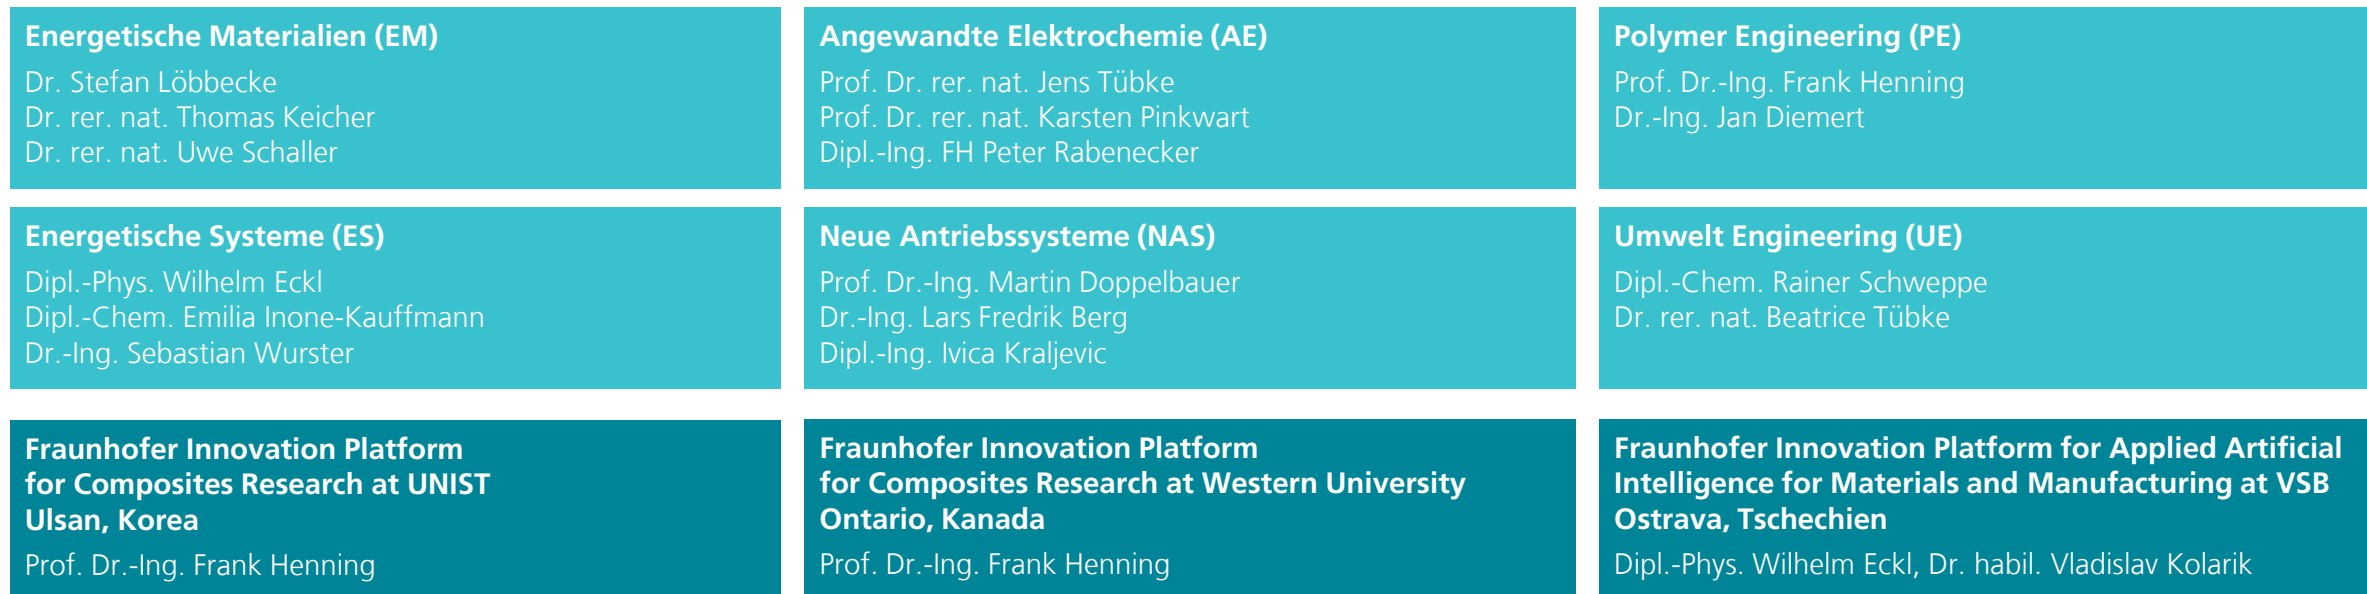 Energetische Materialien (EM)
Dr. Stefan Löbbecke
Dr. rer. nat. Thomas Keicher
Dr. rer. nat. Uwe Schaller
Angewandte Elektrochemie (AE)
Prof. Dr. rer. nat. Jens Tübke
Prof. Dr. rer. nat. Karsten Pinkwart
Dipl.-Ing. FH Peter Rabenecker
Polymer Engineering (PE)
Prof. Dr.-Ing. Frank Henning
Dr.-Ing. Jan Diemert
Energetische Systeme (ES)
Dipl.-Phys. Wilhelm Eckl
Dipl.-Chem. Emilia Inone-Kauffmann
Dr.-Ing. Sebastian Wurster
Neue Antriebssysteme (NAS)
Prof. Dr.-Ing. Martin Doppelbauer
Dr.-Ing. Lars Fredrik Berg
Dipl.-Ing. Ivica Kraljevic
Umwelt Engineering (UE)
Dipl.-Chem. Rainer Schweppe
Dr. rer. nat. Beatrice Tübke
Fraunhofer Innovation Platform
for Composites Research at UNIST
Ulsan, Korea
Prof. Dr.-Ing. Frank Henning
Fraunhofer Innovation Platform
for Composites Research at Western University
Ontario, Kanada
Prof. Dr.-Ing. Frank Henning
Fraunhofer Innovation Platform for Applied Artificial
Intelligence for Materials and Manufacturing at VSB
Ostrava, Tschechien
Dipl.-Phys. Wilhelm Eckl, Dr. habil. Vladislav Kolarik